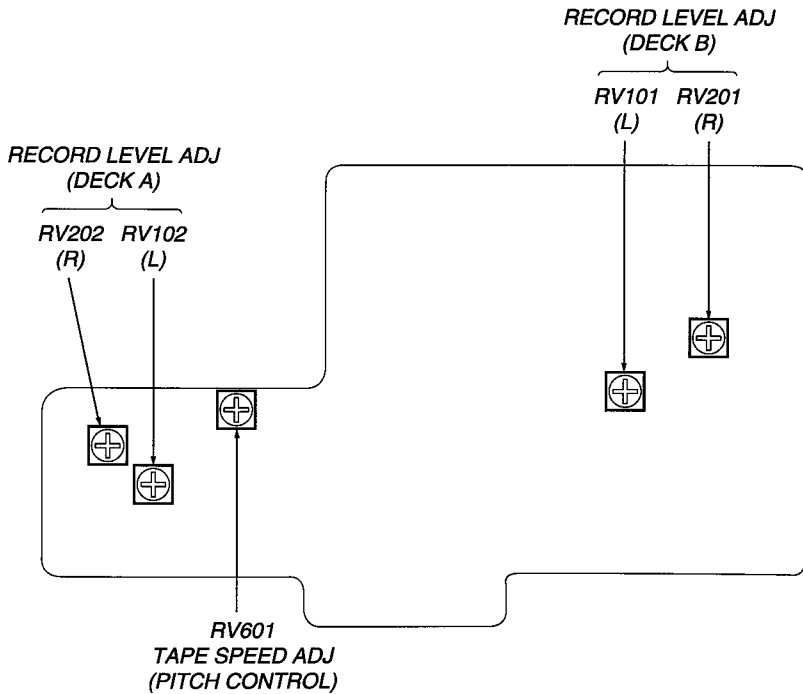 RECORD LEVEL ADJ
(DECK B)
RV101 RV201
(L) (R)
RECORD LEVEL ADJ
(DECK A)
RV202 RV102
(R) (L)
RV601
TAPE SPEED ADJ
(PITCH CONTROL)